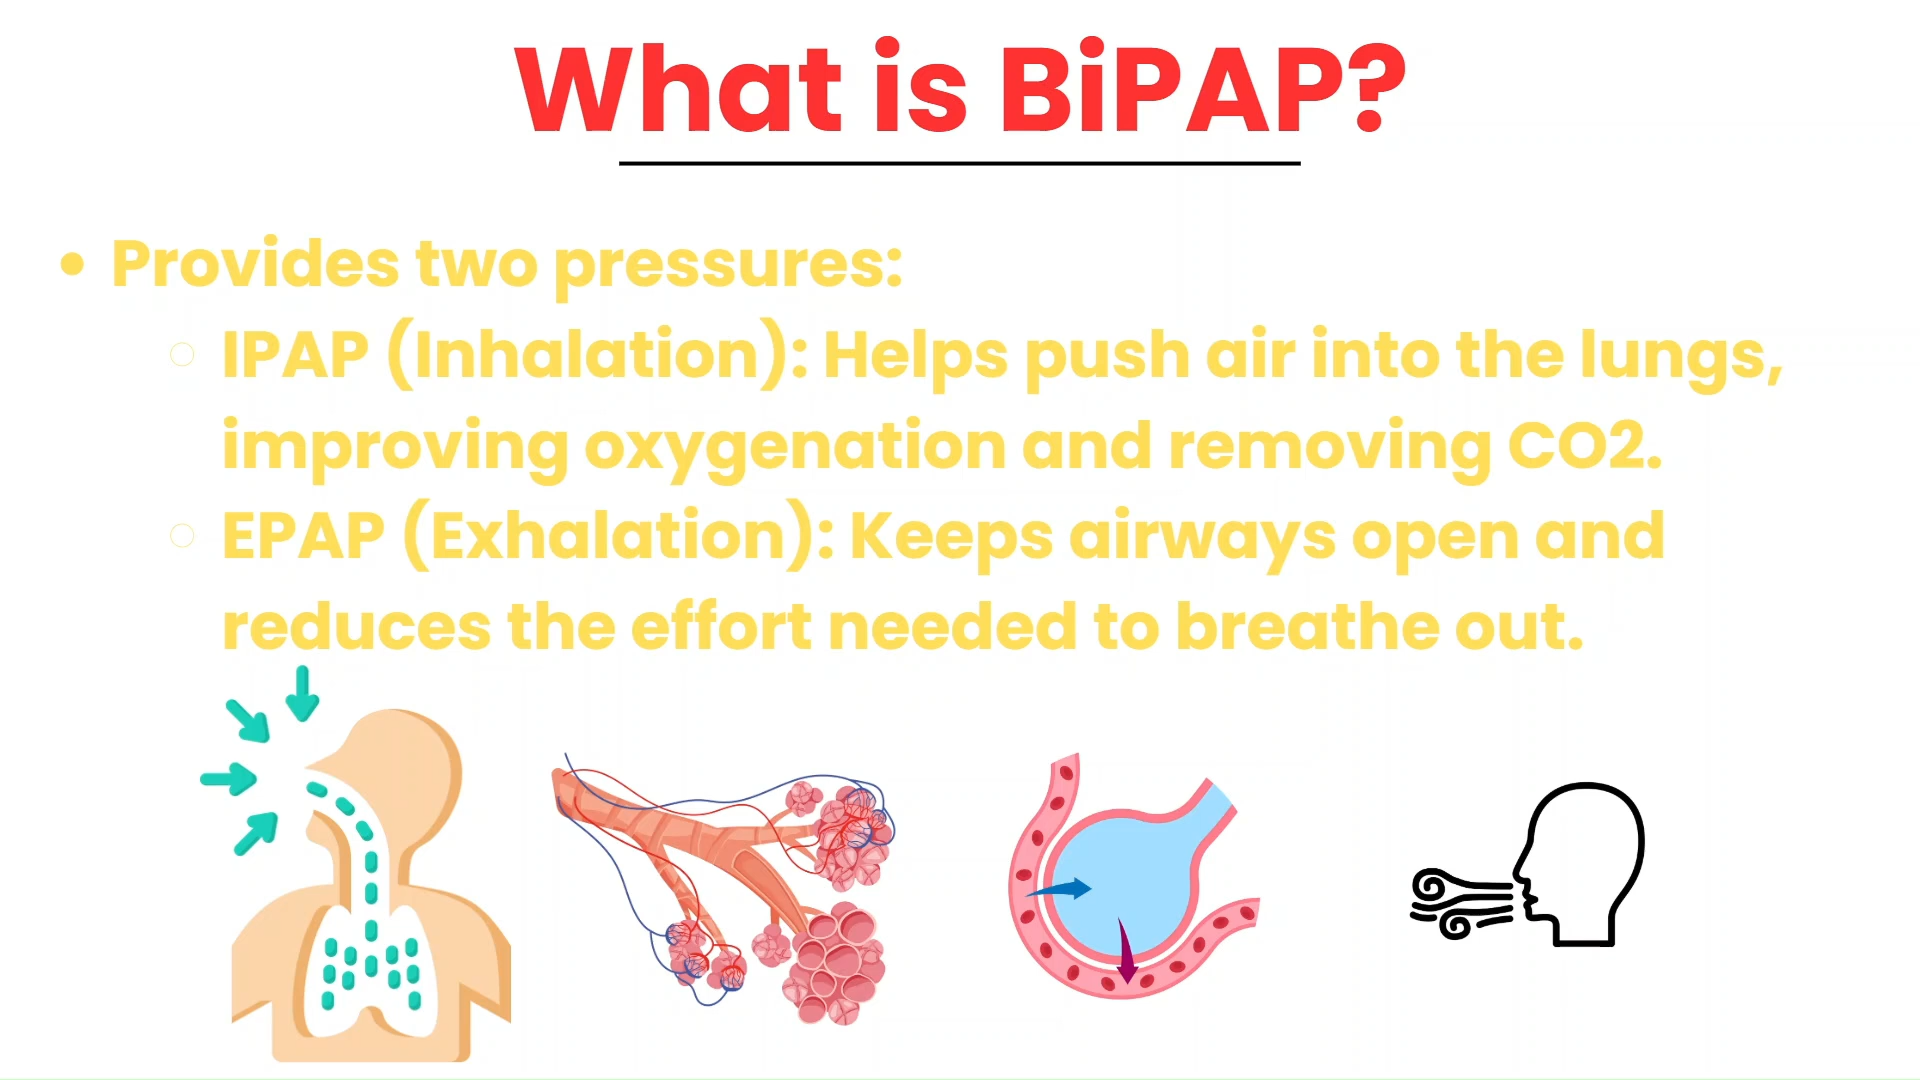 What is BiPAP?
• Provides two pressures:
○ IPAP (Inhalation): Helps push air into the lungs,
improving oxygenation and removing CO2.
○ EPAP (Exhalation): Keeps airways open and
reduces the effort needed to breathe out.